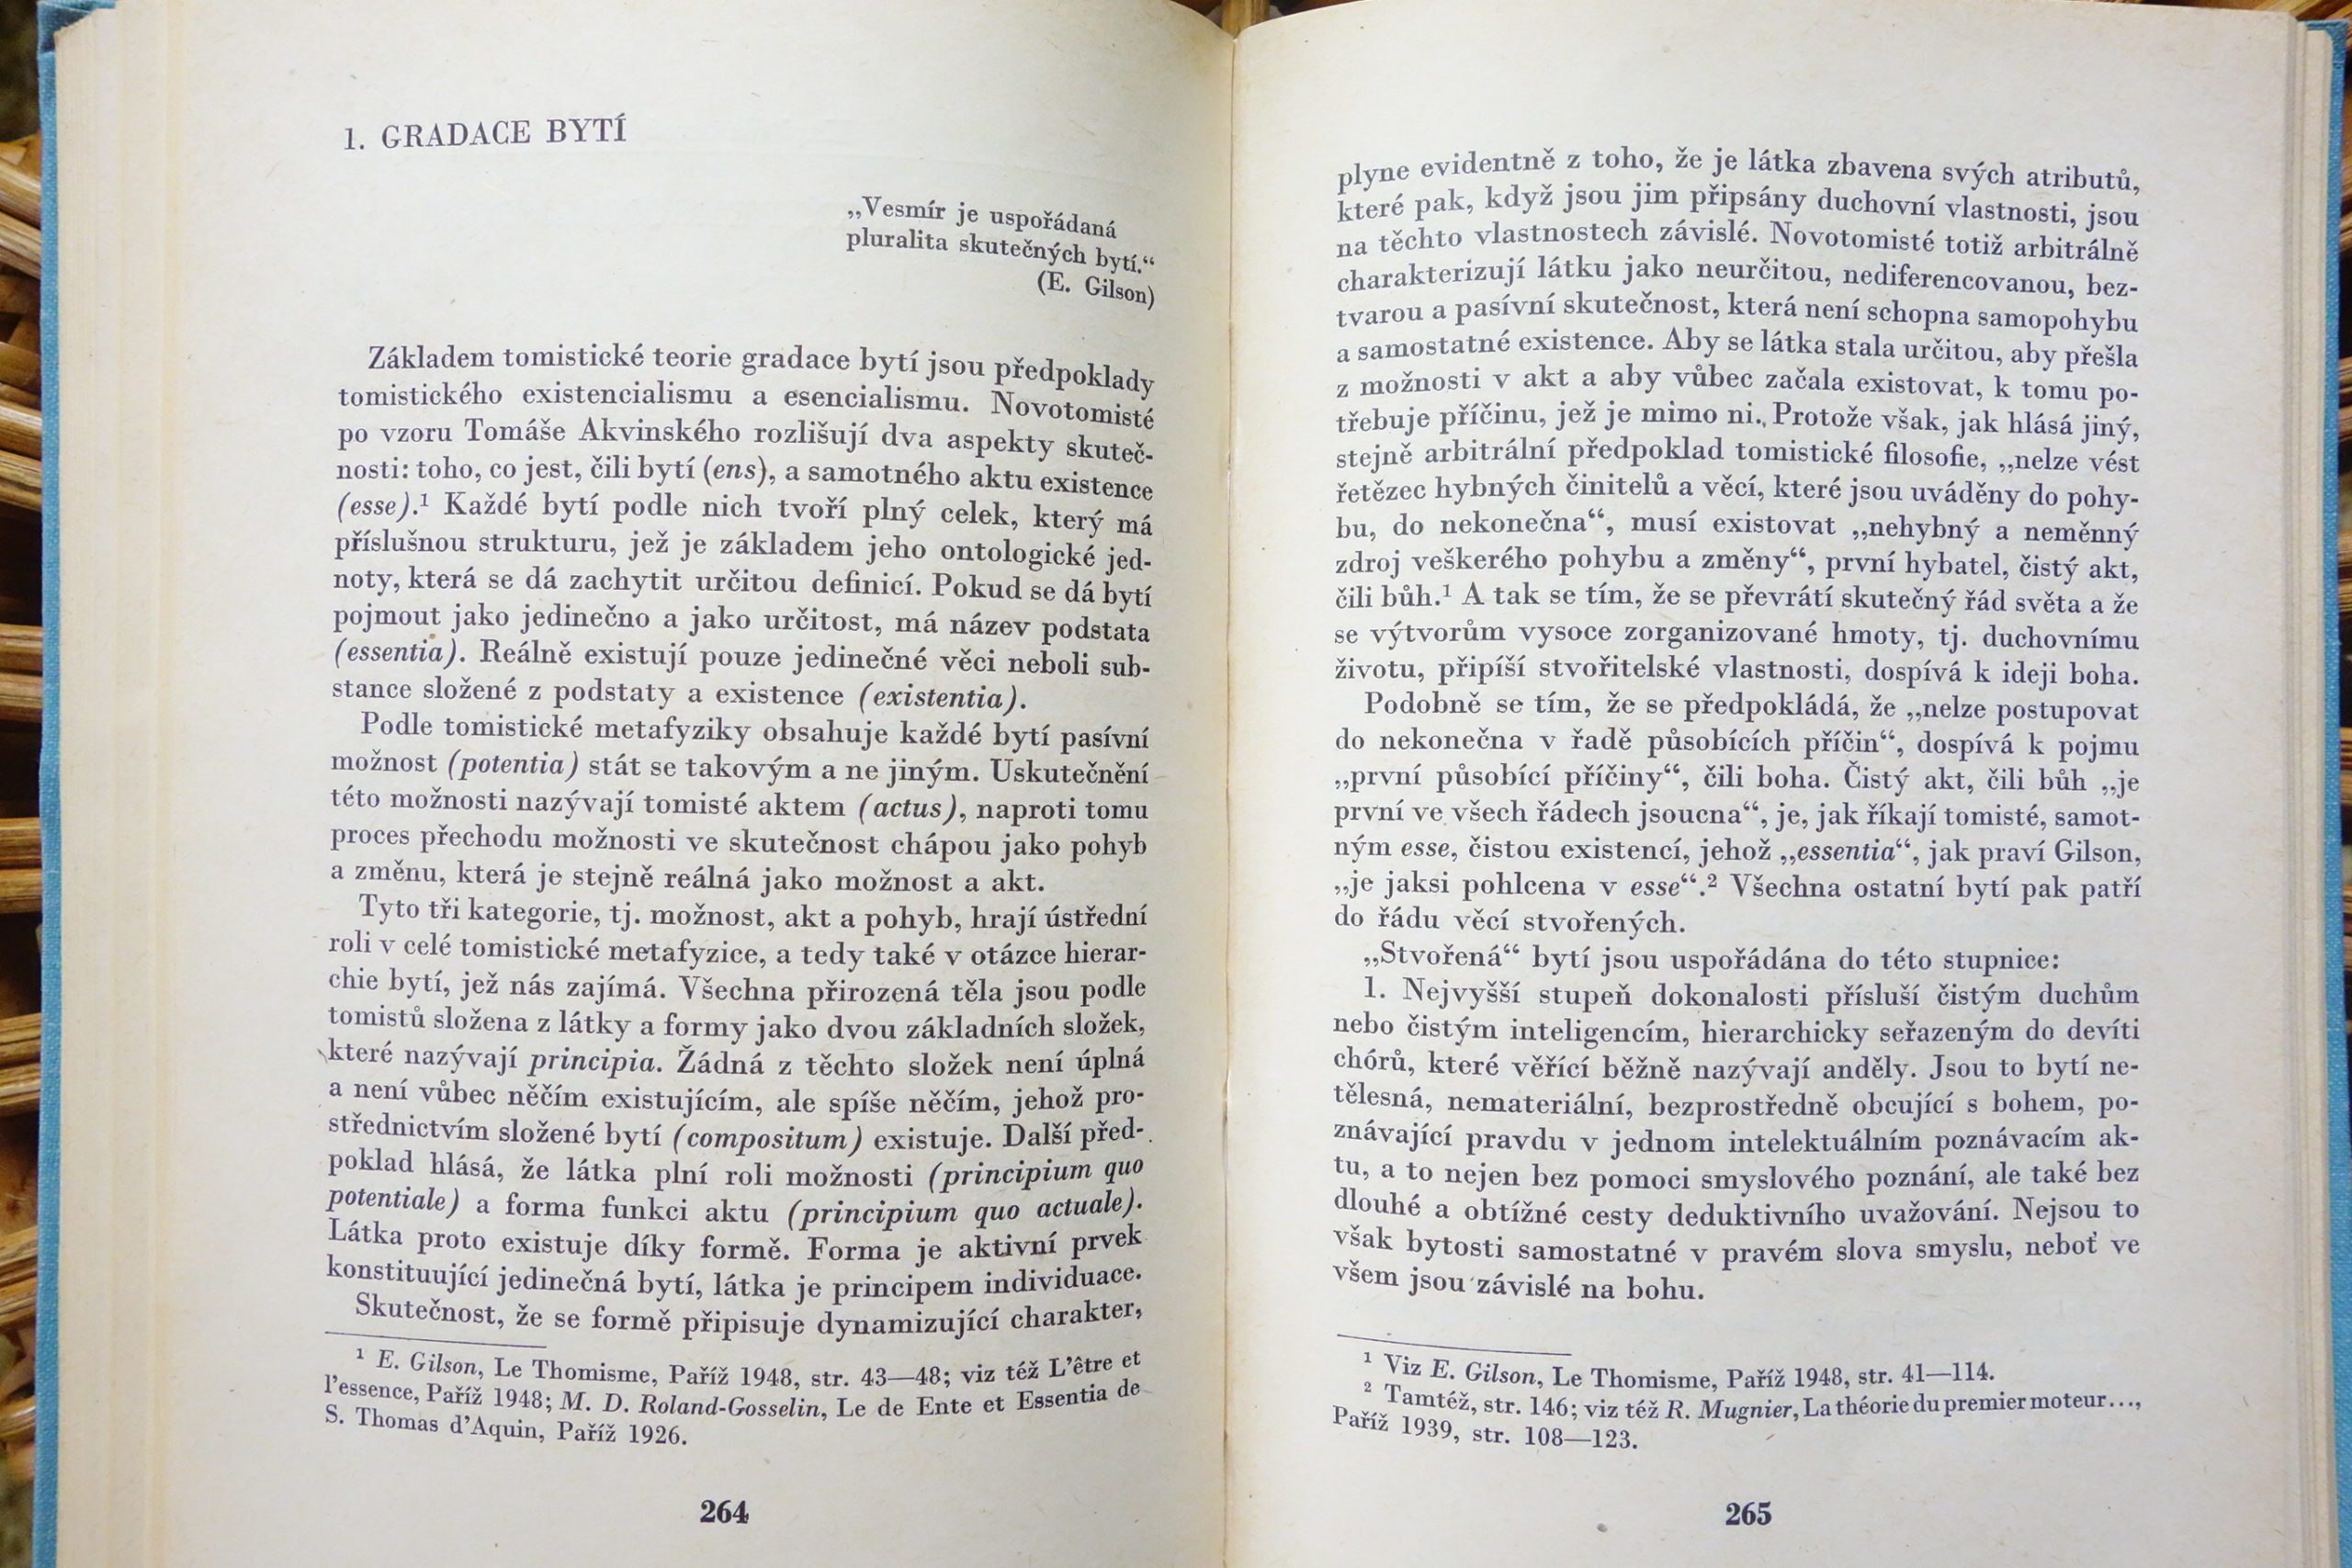 1. GRADACE BYTÍ
„Vesmír je uspořádaná
pluralita skutečných bytí.“
(E. Gilson)
Základem tomistické teorie gradace bytí jsou předpoklady
tomistického existencialismu a esencialismu. Novotomisté
po vzoru Tomáše Akvinského rozlišují dva aspekty skuteč-
nosti: toho, co jest, čili bytí (ens), a samotného aktu existence
(esse).¹ Každé bytí podle nich tvoří plný celek, který má
příslušnou strukturu, jež je základem jeho ontologické jed-
noty, která se dá zachytit určitou definicí. Pokud se dá bytí
pojmout jako jedinečno a jako určitost, má název podstata
(essentia). Reálně existují pouze jedinečné věci neboli sub-
stance složené z podstaty a existence (existentia).
Podle tomistické metafyziky obsahuje každé bytí pasívní
možnost (potentia) stát se takovým a ne jiným. Uskutečnění
této možnosti nazývají tomisté aktem (actus), naproti tomu
proces přechodu možnosti ve skutečnost chápou jako pohyb
a změnu, která je stejně reálná jako možnost a akt.
Tyto tři kategorie, tj. možnost, akt a pohyb, hrají ústřední
roli v celé tomistické metafyzice, a tedy také v otázce hierar-
chie bytí, jež nás zajímá. Všechna přirozená těla jsou podle
tomistů složena z látky a formy jako dvou základních složek,
které nazývají principia. Žádná z těchto složek není úplná
a není vůbec něčím existujícím, ale spíše něčím, jehož pro-
střednictvím složené bytí (compositum) existuje. Další před-
poklad hlásá, že látka plní roli možnosti (principium quo
potentiale) a forma funkci aktu (principium quo actuale).
Látka proto existuje díky formě. Forma je aktivní prvek
konstituující jedinečná bytí, látka je principem individuace.
Skutečnost, že se formě připisuje dynamizující charakter,
¹ E. Gilson, Le Thomisme, Paříž 1948, str. 43—48; viz též L’être et
l’essence, Paříž 1948; M. D. Roland-Gosselin, Le de Ente et Essentia de
S. Thomas d’Aquin, Paříž 1926.
264
plyne evidentně z toho, že je látka zbavena svých atributů,
které pak, když jsou jim připsány duchovní vlastnosti, jsou
na těchto vlastnostech závislé. Novotomisté totiž arbitrálně
charakterizují látku jako neurčitou, nediferencovanou, bez-
tvarou a pasívní skutečnost, která není schopna samopohybu
a samostatné existence. Aby se látka stala určitou, aby přešla
z možnosti v akt a aby vůbec začala existovat, k tomu po-
třebuje příčinu, jež je mimo ni. Protože však, jak hlásá jiný,
stejně arbitrální předpoklad tomistické filosofie, „nelze vést
řetězec hybných činitelů a věcí, které jsou uváděny do pohy-
bu, do nekonečna“, musí existovat „nehybný a neměnný
zdroj veškerého pohybu a změny“, první hybatel, čistý akt,
čili bůh.¹ A tak se tím, že se převrátí skutečný řád světa a že
se výtvorům vysoce zorganizované hmoty, tj. duchovnímu
životu, připíší stvořitelské vlastnosti, dospívá k ideji boha.
Podobně se tím, že se předpokládá, že „nelze postupovat
do nekonečna v řadě působících příčin“, dospívá k pojmu
„první působící příčiny“, čili boha. Čistý akt, čili bůh „je
první ve všech řádech jsoucna“, je, jak říkají tomisté, samot-
ným esse, čistou existencí, jehož „essentia“, jak praví Gilson,
„je jaksi pohlcena v esse“.² Všechna ostatní bytí pak patří
do řádu věcí stvořených.
„Stvořená“ bytí jsou uspořádána do této stupnice:
1. Nejvyšší stupeň dokonalosti přísluší čistým duchům
nebo čistým inteligencím, hierarchicky seřazeným do devíti
chórů, které věřící běžně nazývají anděly. Jsou to bytí ne-
tělesná, nemateriální, bezprostředně obcující s bohem, po-
znávající pravdu v jednom intelektuálním poznávacím ak-
tu, a to nejen bez pomoci smyslového poznání, ale také bez
dlouhé a obtížné cesty deduktivního uvažování. Nejsou to
však bytosti samostatné v pravém slova smyslu, neboť ve
všem jsou závislé na bohu.
¹ Viz E. Gilson, Le Thomisme, Paříž 1948, str. 41—114.
² Tamtéž, str. 146; viz též R. Mugnier, La théorie du premier moteur...,
Paříž 1939, str. 108—123.
265